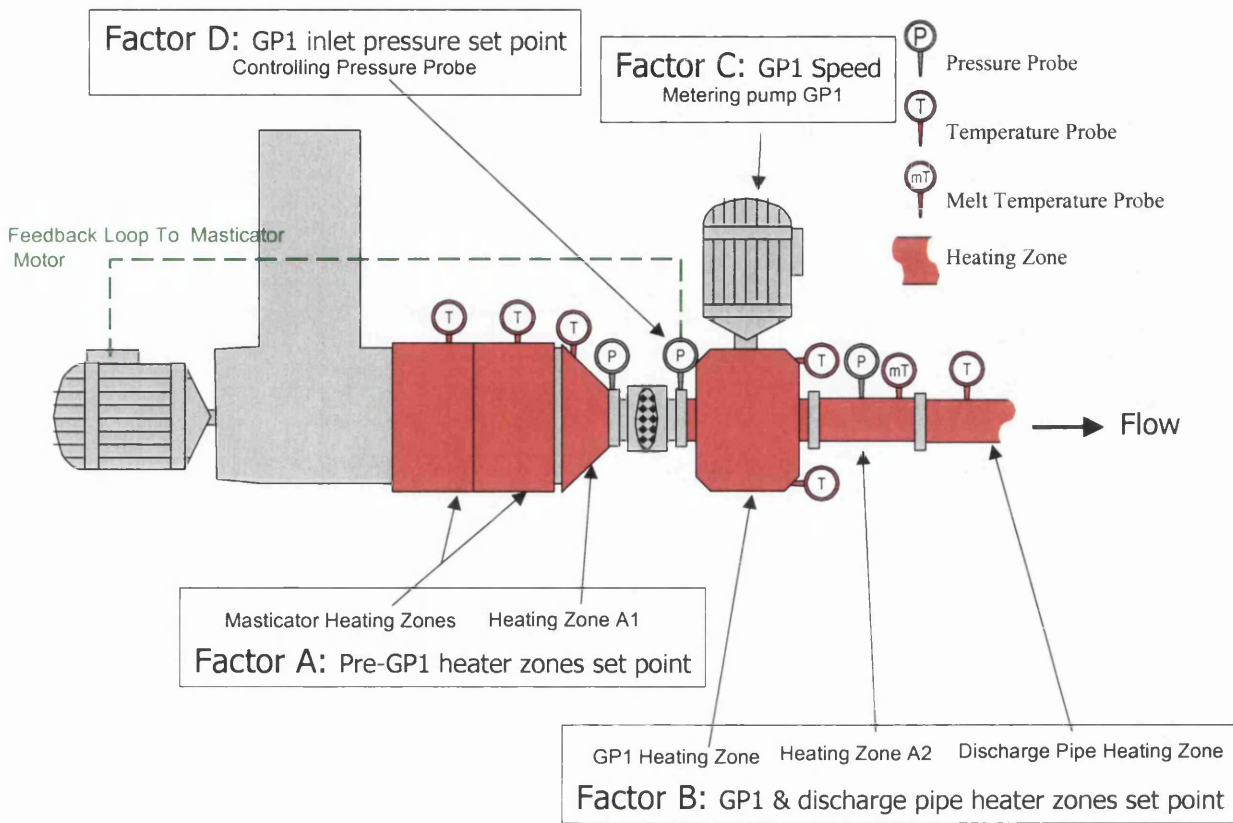 Factor D: GP1 inlet pressure set point
Controlling Pressure Probe
Factor C: GP1 Speed
Metering pump GP1
P
Pressure Probe
T
Temperature Probe
mT
Melt Temperature Probe
Heating Zone
Feedback Loop To Masticator
Motor
T
T
T
P
P
T
P
mT
T
T
Flow
Masticator Heating Zones
Heating Zone A1
Factor A: Pre-GP1 heater zones set point
GP1 Heating Zone
Heating Zone A2
Discharge Pipe Heating Zone
Factor B: GP1 & discharge pipe heater zones set point